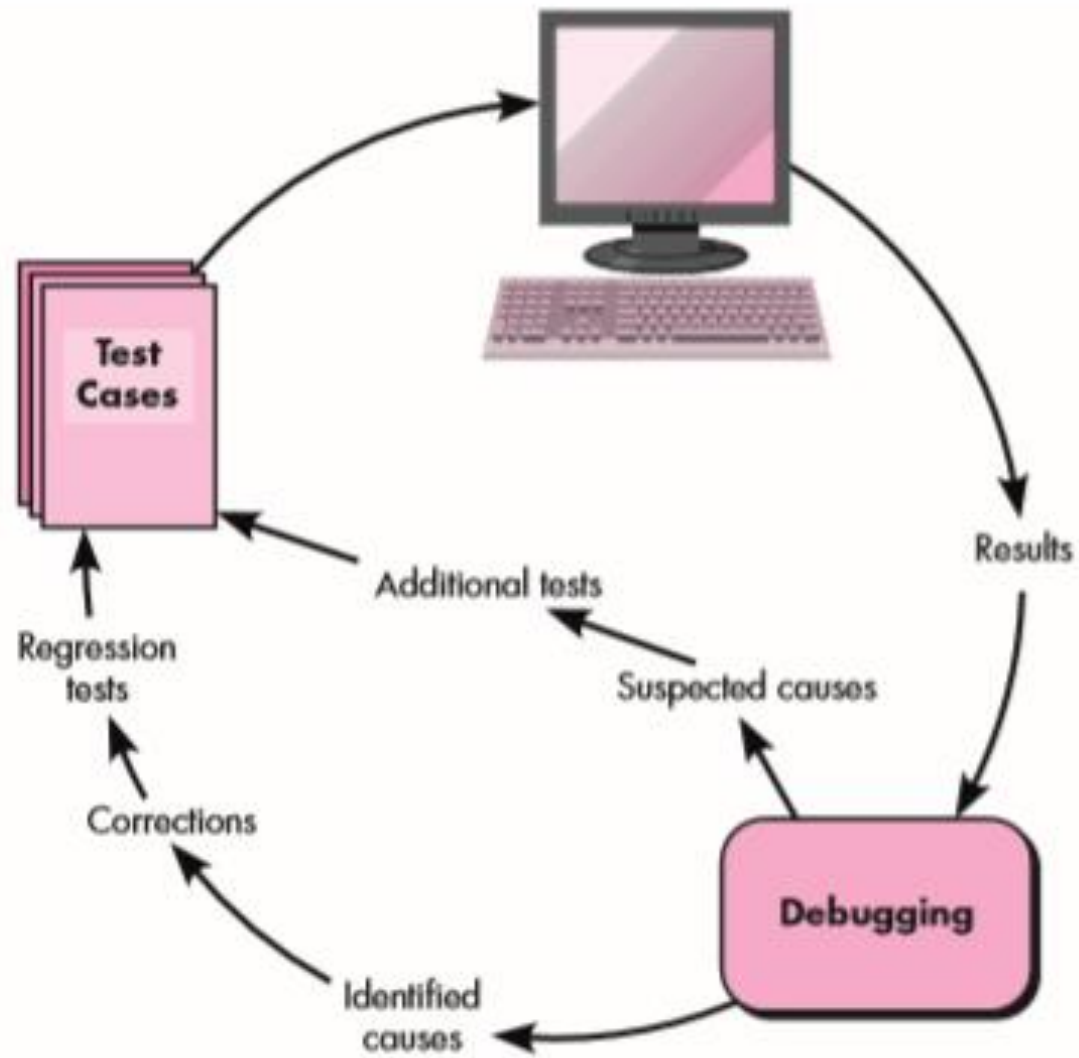 Test
Cases
Results
Additional tests
Suspected causes
Regression
tests
Corrections
Debugging
Identified
causes